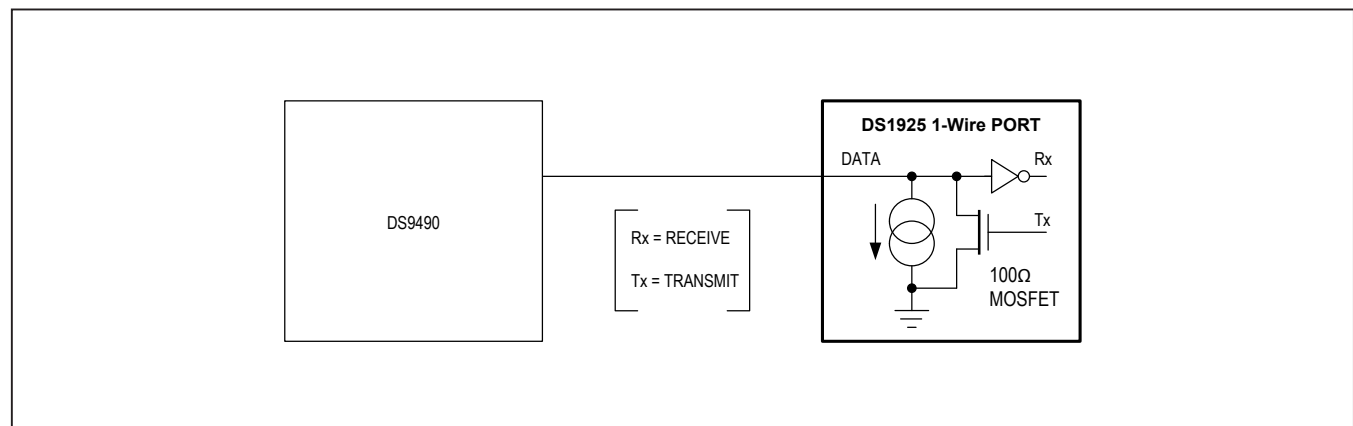 DS9490
Rx = RECEIVE
Tx = TRANSMIT
DS1925 1-Wire PORT
DATA
Rx
Tx
100Ω
MOSFET